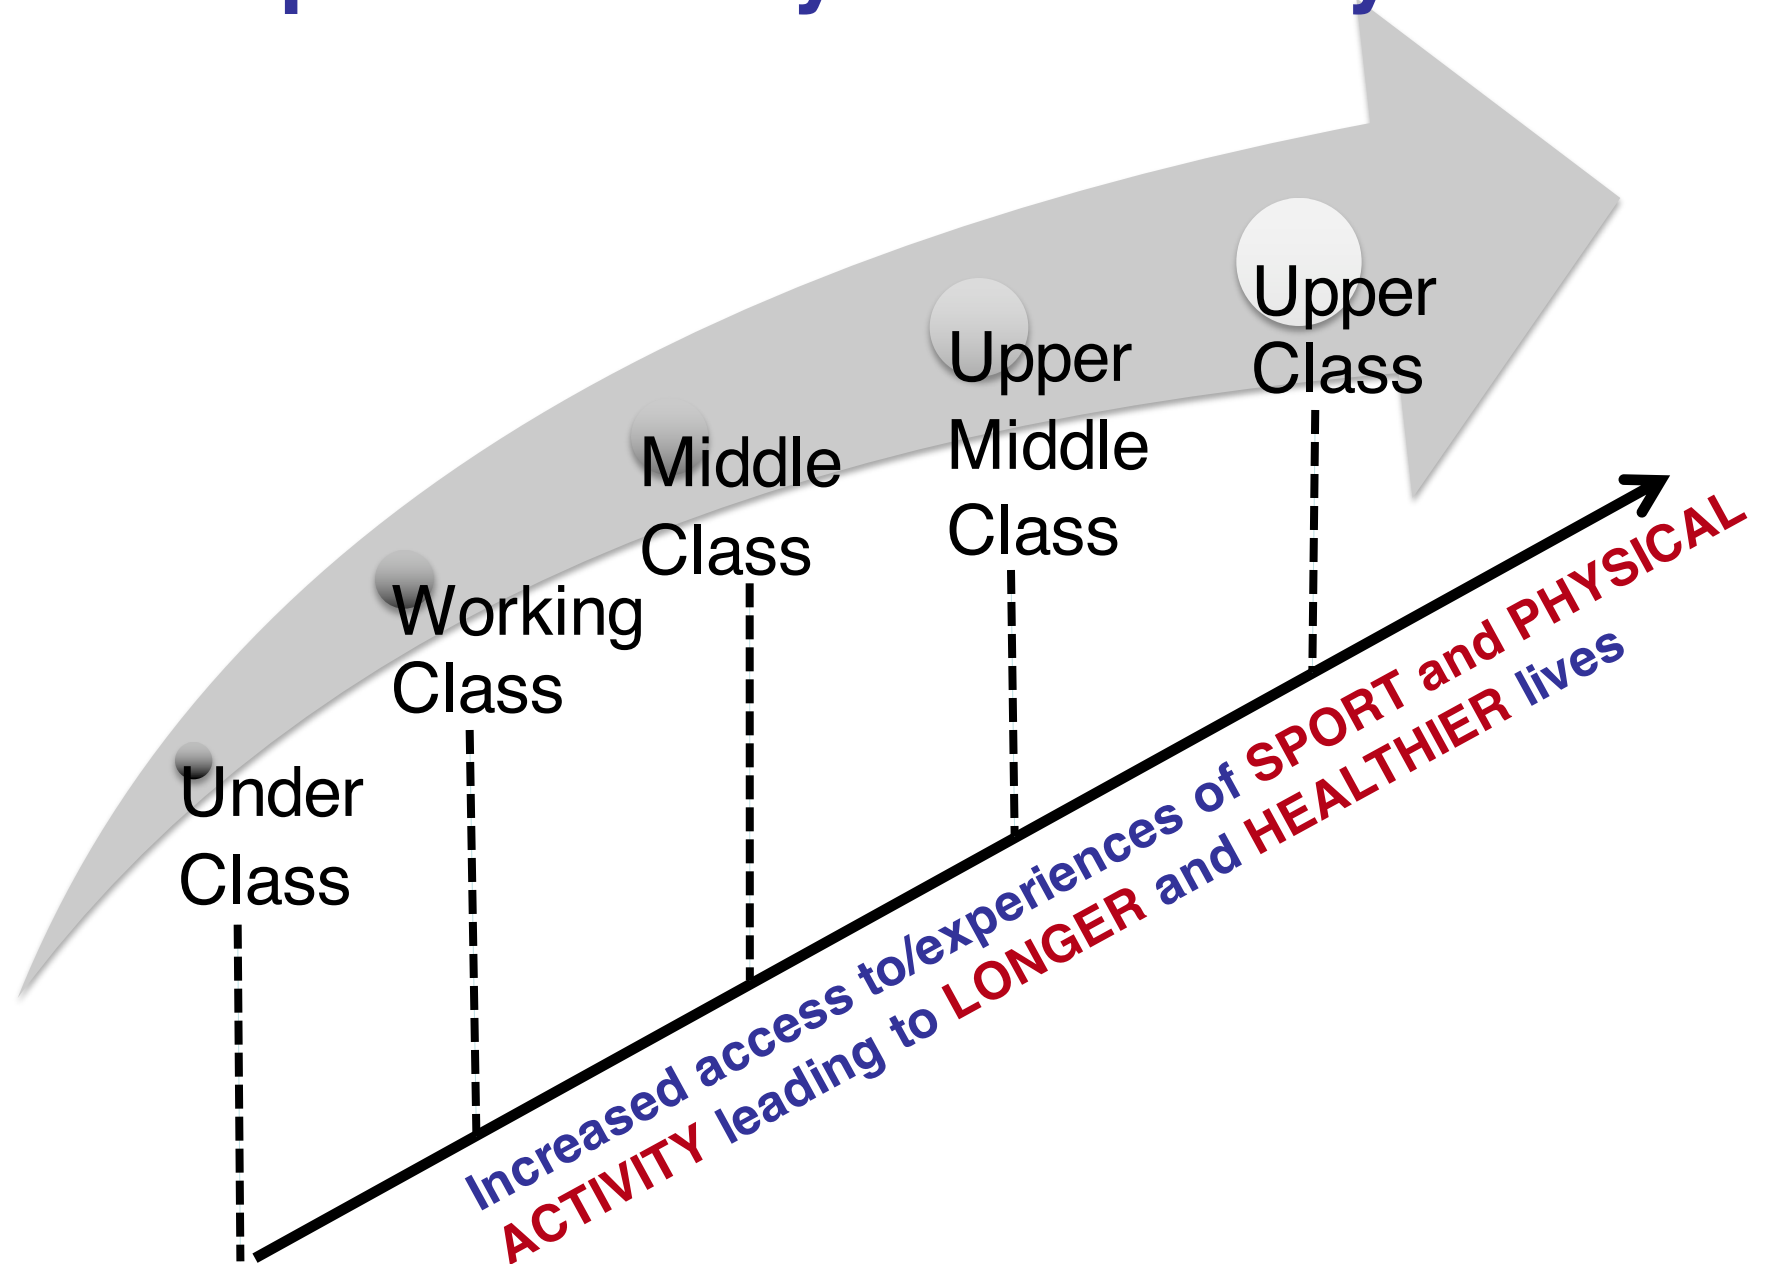 Upper
Class
Upper
Middle
Class
Middle
Class
Working
Class
Under
Class
Increased access to/experiences of SPORT and PHYSICAL
ACTIVITY leading to LONGER and HEALTHIER lives